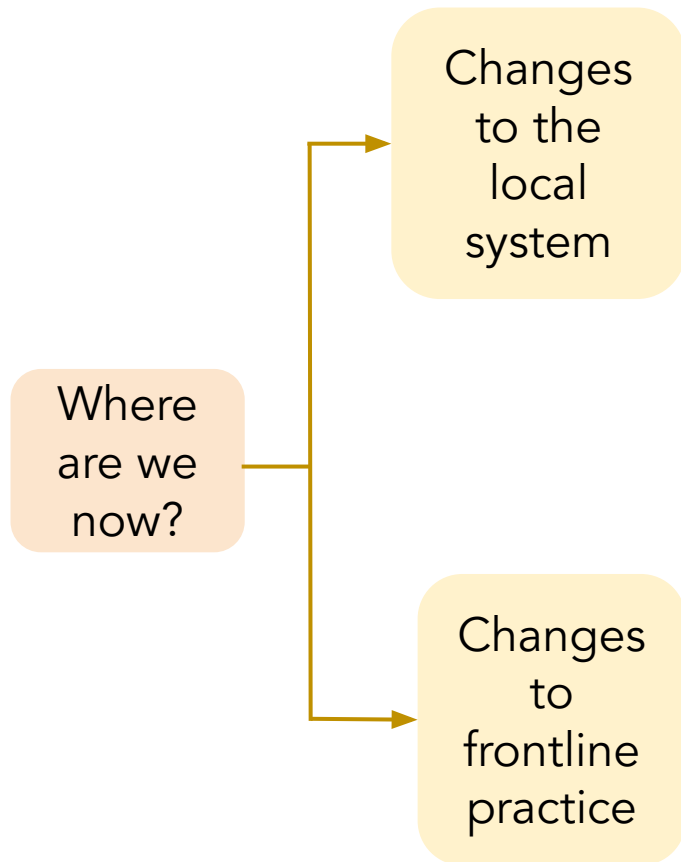 Changes
to the
local
system
Where
are we
now?
Changes
to
frontline
practice